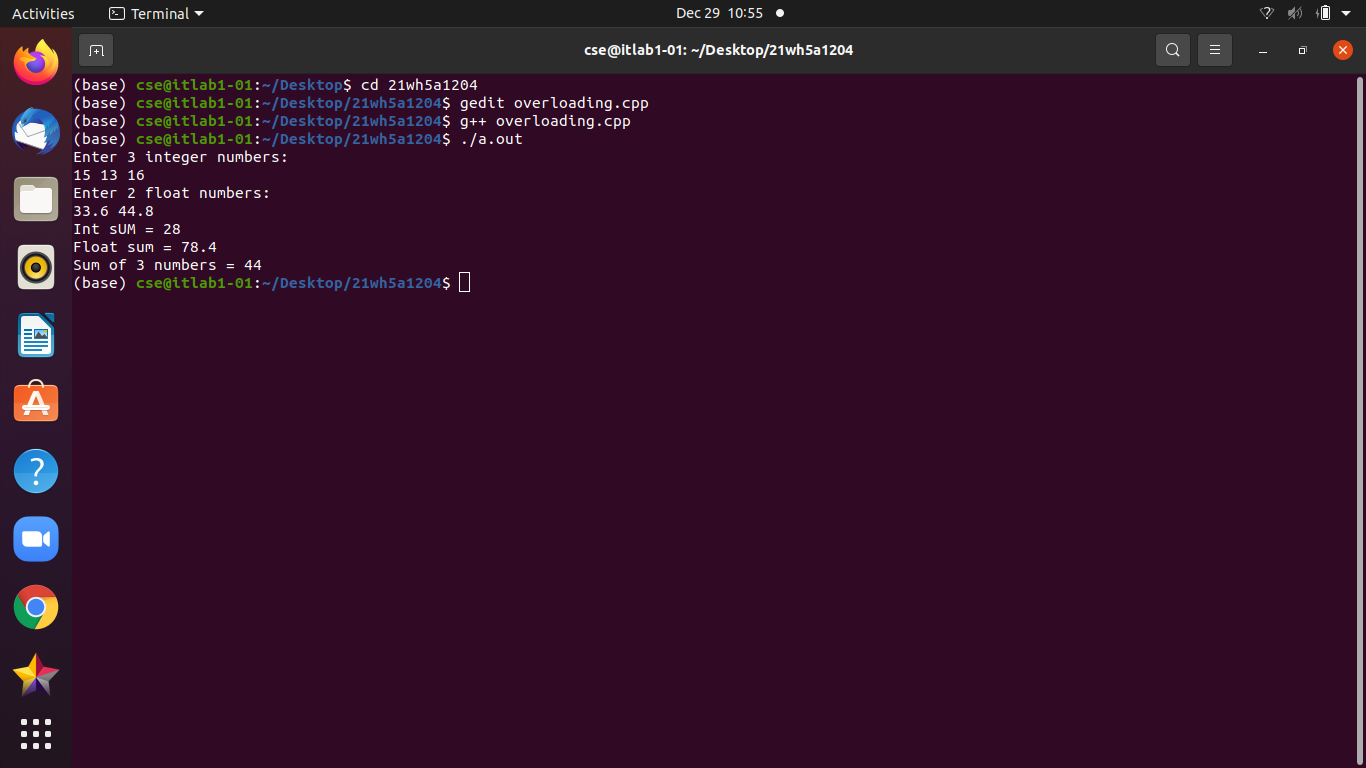 Activities Terminal Dec 29 10:55
cse@itlab1-01: ~/Desktop/21wh5a1204
(base) cse@itlab1-01:~/Desktop$ cd 21wh5a1204
(base) cse@itlab1-01:~/Desktop/21wh5a1204$ gedit overloading.cpp
(base) cse@itlab1-01:~/Desktop/21wh5a1204$ g++ overloading.cpp
(base) cse@itlab1-01:~/Desktop/21wh5a1204$ ./a.out
Enter 3 integer numbers:
15 13 16
Enter 2 float numbers:
33.6 44.8
Int sUM = 28
Float sum = 78.4
Sum of 3 numbers = 44
(base) cse@itlab1-01:~/Desktop/21wh5a1204$